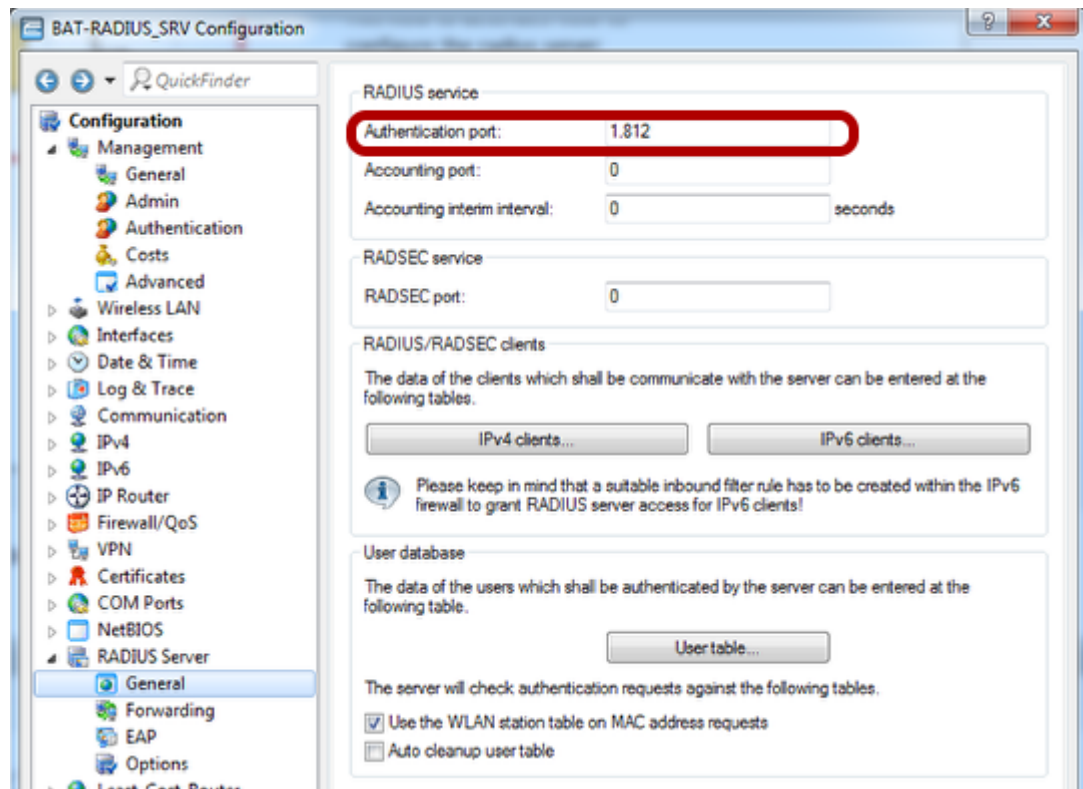 BAT-RADIUS_SRV Configuration
configure the radius server
QuickFinder
Configuration
Management
General
Admin
Authentication
Costs
Advanced
Wireless LAN
Interfaces
Date & Time
Log & Trace
Communication
IPv4
IPv6
IP Router
Firewall/QoS
VPN
Certificates
COM Ports
NetBIOS
RADIUS Server
General
Forwarding
EAP
Options
Least-Cost-Router
RADIUS service
Authentication port: 1.812
Accounting port: 0
Accounting interim interval: 0 seconds
RADSEC service
RADSEC port: 0
RADIUS/RADSEC clients
The data of the clients which shall be communicate with the server can be entered at the
following tables.
IPv4 clients... IPv6 clients...
Please keep in mind that a suitable inbound filter rule has to be created within the IPv6
firewall to grant RADIUS server access for IPv6 clients!
User database
The data of the users which shall be authenticated by the server can be entered at the
following table.
User table...
The server will check authentication requests against the following tables.
Use the WLAN station table on MAC address requests
Auto cleanup user table